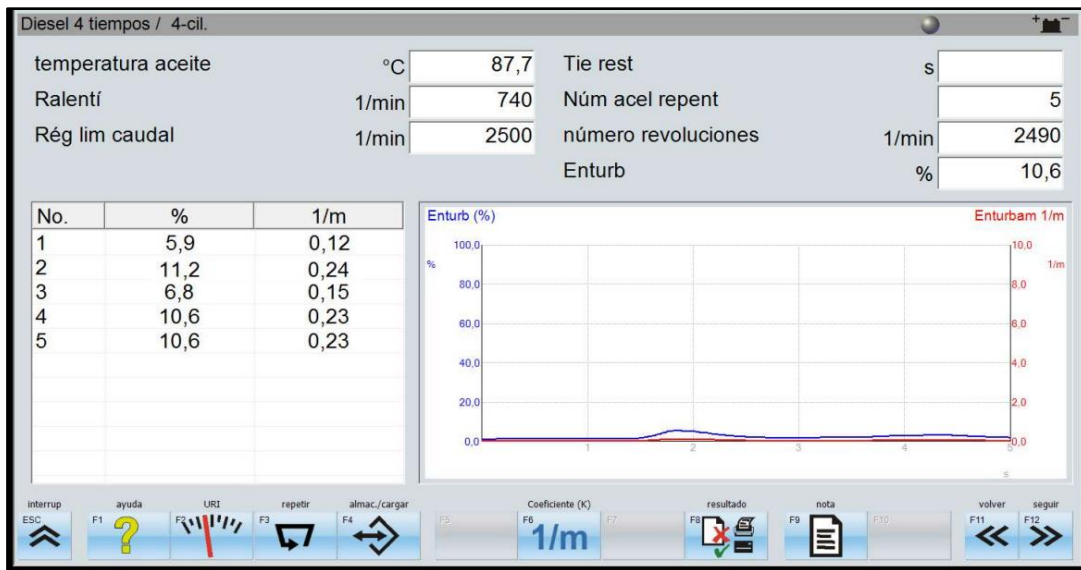 Diesel 4 tiempos / 4-cil.
+ -
temperatura aceite °C 87,7 Tie rest s
Ralentí 1/min 740 Núm acel repent 5
Rég lim caudal 1/min 2500 número revoluciones 1/min 2490
Enturb % 10,6
No. % 1/m
1 5,9 0,12
2 11,2 0,24
3 6,8 0,15
4 10,6 0,23
5 10,6 0,23
Enturb (%) Enturbam 1/m
100,0 10,0
% 1/m
80,0 8,0
60,0 6,0
40,0 4,0
20,0 2,0
0,0 0,0
1 2 3 4 5
s
interrup ayuda URI repetir almac./cargar Coeficiente (K) resultado nota volver seguir
ESC F1 F2 F3 F4 F5 F6 F7 F8 F9 F10 F11 F12
? 1/m